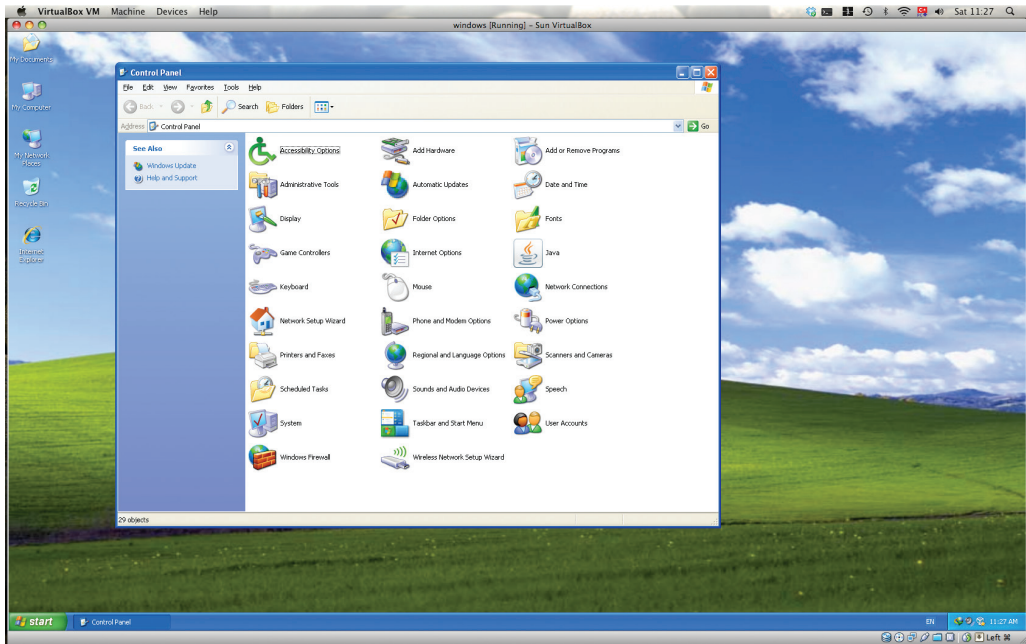 VirtualBox VM Machine Devices Help Sat 11:27
windows [Running] - Sun VirtualBox
My Documents
My Computer
My Network
Places
Recycle Bin
Internet
Explorer
Control Panel
File Edit View Favorites Tools Help
Back Search Folders
Address Control Panel Go
See Also
Windows Update
Help and Support
Accessibility Options Add Hardware Add or Remove Programs
Administrative Tools Automatic Updates Date and Time
Display Folder Options Fonts
Game Controllers Internet Options Java
Keyboard Mouse Network Connections
Network Setup Wizard Phone and Modem Options Power Options
Printers and Faxes Regional and Language Options Scanners and Cameras
Scheduled Tasks Sounds and Audio Devices Speech
System Taskbar and Start Menu User Accounts
Windows Firewall Wireless Network Setup Wizard
29 objects
start Control Panel EN 11:27 AM
Left ⌘